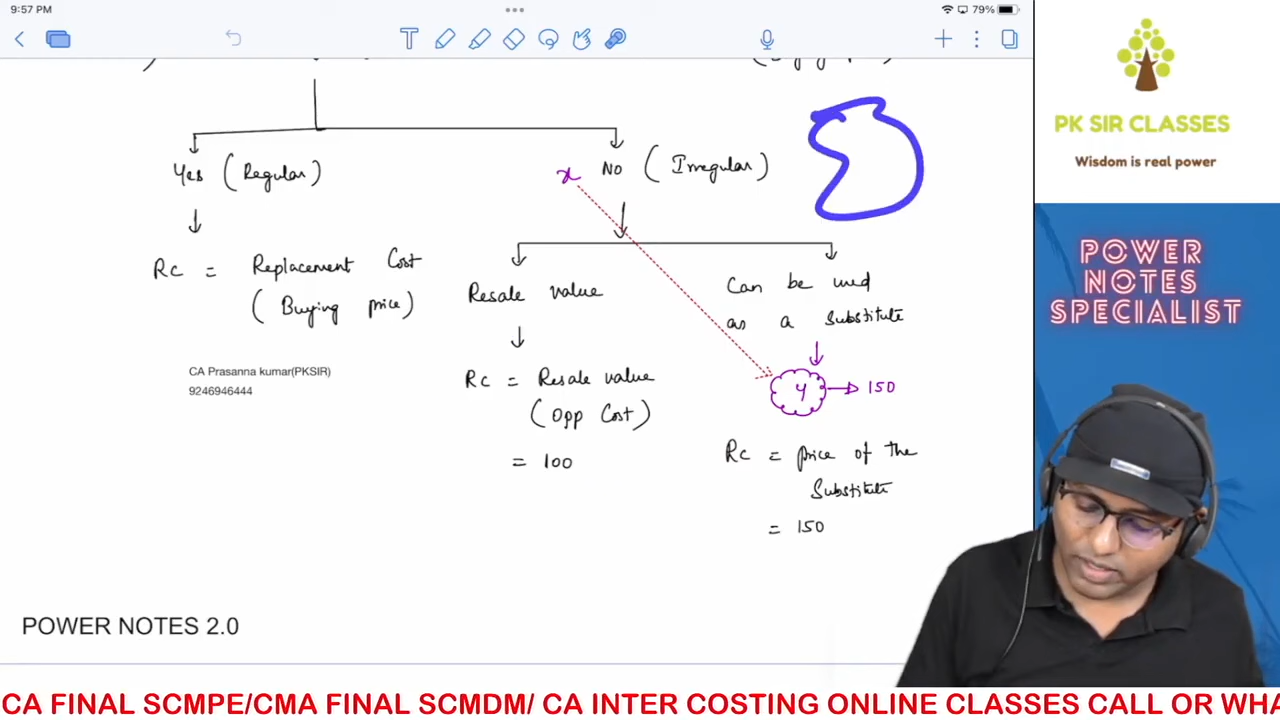 9:57 PM
79%
T
PK SIR CLASSES
Wisdom is real power
Yes (Regular)
x No (Irregular)
RC = Replacement Cost
(Buying price)
Resale value
Can be used
as a Substitute
POWER
NOTES
SPECIALIST
CA Prasanna kumar(PKSIR)
9246946444
RC = Resale value
(Opp Cost)
= 100
Y 150
RC = price of the
Substitute
= 150
POWER NOTES 2.0
CA FINAL SCMPE/CMA FINAL SCMDM/ CA INTER COSTING ONLINE CLASSES CALL OR WHA